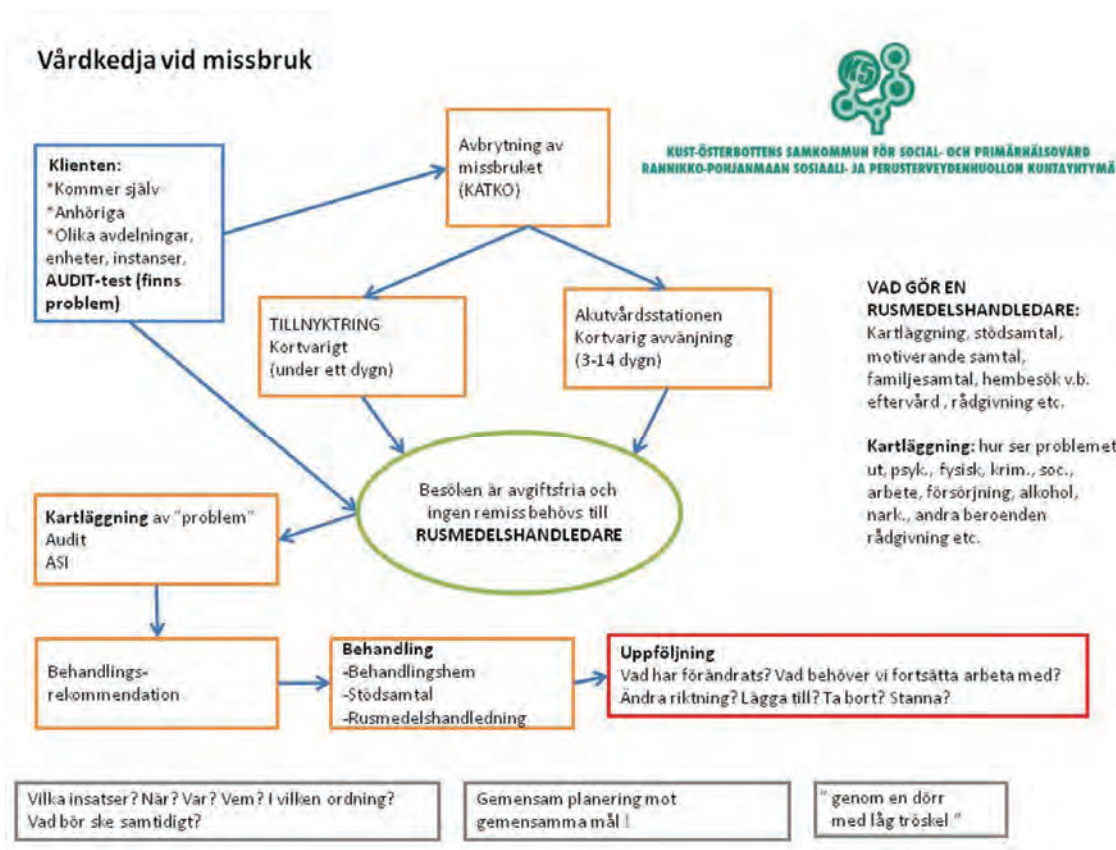 Vårdkedja vid missbruk
K5
KUST-ÖSTERBOTTENS SAMKOMMUN FÖR SOCIAL- OCH PRIMÄRHÄLSOVÅRD
RANNIKKO-POHJANMAAN SOSIAALI- JA PERUSTERVEYDENHUOLLON KUNTAYHTYMÄ
Klienten:
*Kommer själv
*Anhöriga
*Olika avdelningar,
enheter, instanser,
AUDIT-test (finns
problem)
Avbrytning av
missbruket
(KATKO)
TILLNYKTRING
Kortvarigt
(under ett dygn)
Akutvårdsstationen
Kortvarig avvänjning
(3-14 dygn)
VAD GÖR EN
RUSMEDELSHANDLEDARE:
Kartläggning, stödsamtal,
motiverande samtal,
familjesamtal, hembesök v.b.
eftervård , rådgivning etc.
Kartläggning: hur ser problemet
ut, psyk., fysisk, krim., soc.,
arbete, försörjning, alkohol,
nark., andra beroenden
rådgivning etc.
Besöken är avgiftsfria och
ingen remiss behövs till
RUSMEDELSHANDLEDARE
Kartläggning av "problem"
Audit
ASI
Behandlings-
rekommendation
Behandling
-Behandlingshem
-Stödsamtal
-Rusmedelshandledning
Uppföljning
Vad har förändrats? Vad behöver vi fortsätta arbeta med?
Ändra riktning? Lägga till? Ta bort? Stanna?
Vilka insatser? När? Var? Vem? I vilken ordning?
Vad bör ske samtidigt?
Gemensam planering mot
gemensamma mål !
" genom en dörr
med låg tröskel "